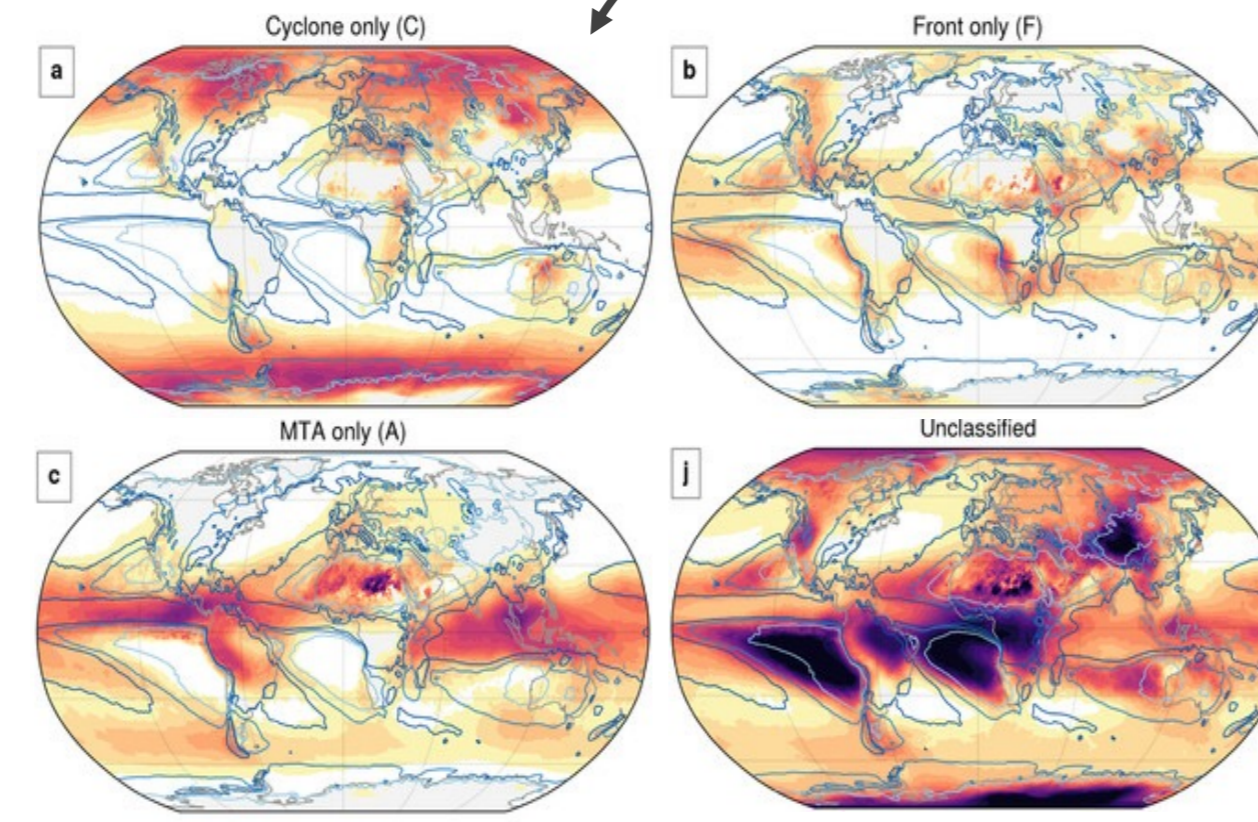 Cyclone only (C)
a
Front only (F)
b
MTA only (A)
c
Unclassified
j